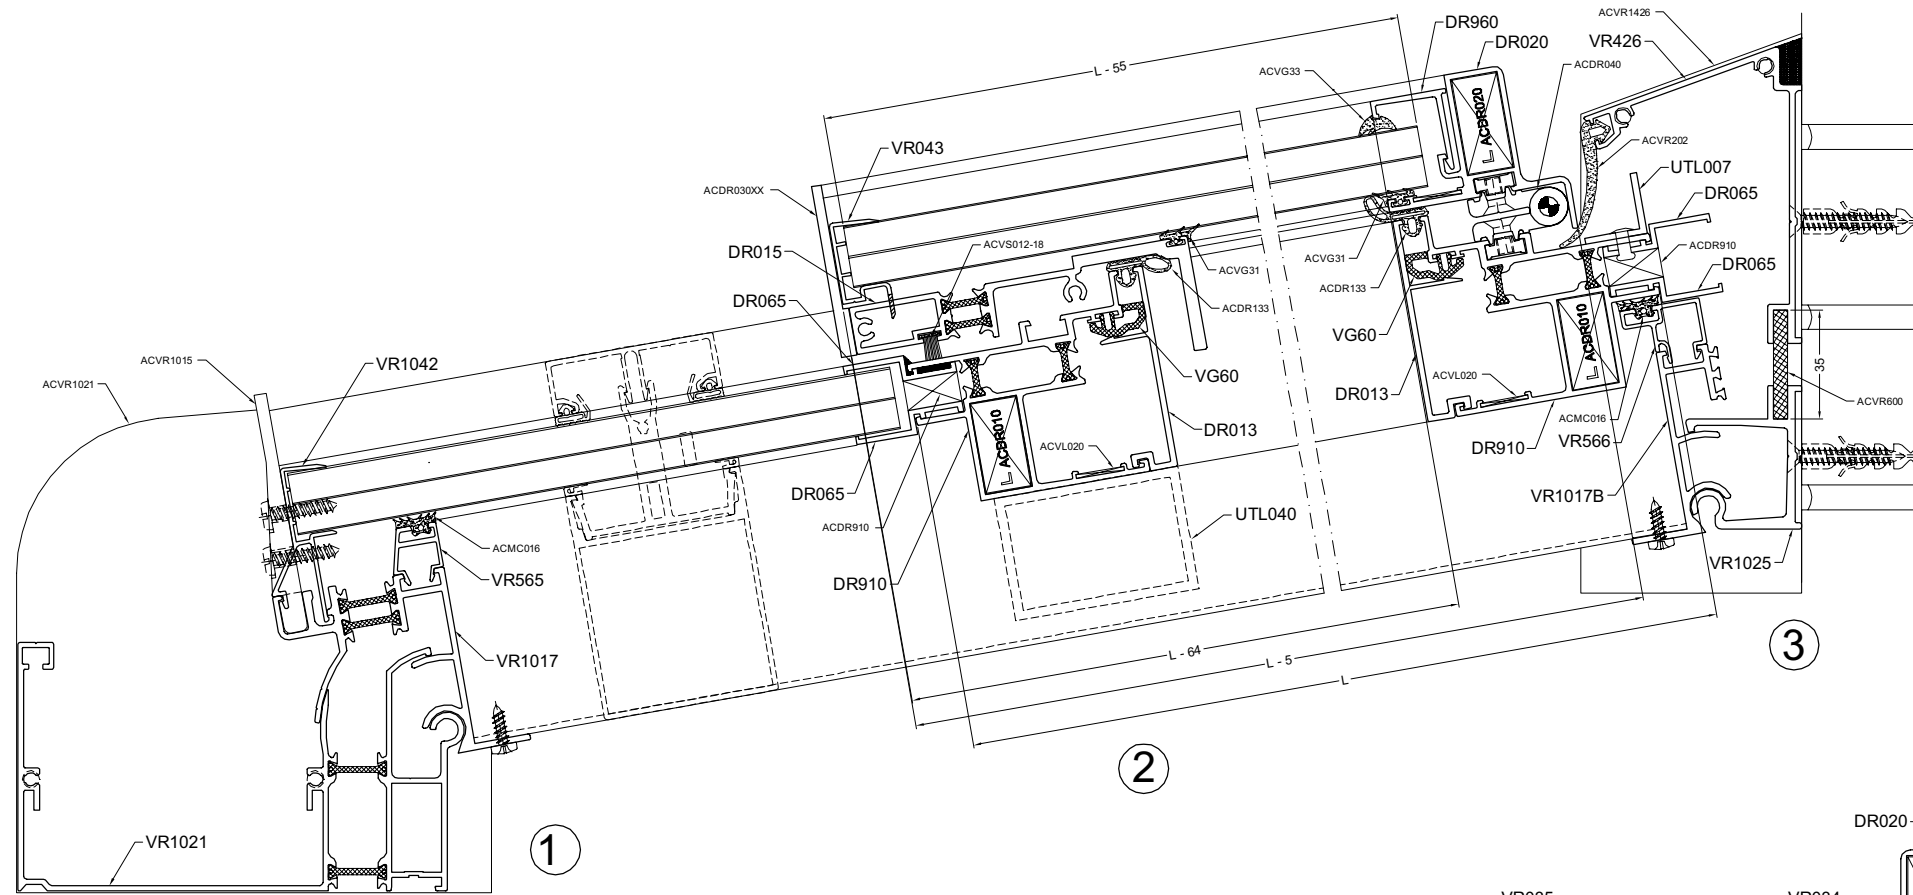 ACVR1426
DR960
DR020
VR426
L - 55
ACVG33
ACDR040
ACDR020
L
VR043
ACVR202
UTL007
ACDR030XX
DR065
DR015
ACVS012-18
ACVG31
ACVG31
ACDR910
DR065
DR065
ACDR133
ACDR133
VG60
ACDR010
L
35
ACVR1015
VR1042
ACVR1021
VG60
ACVL020
DR013
ACVR600
ACMC016
DR013
DR910
VR566
ACDR010
L
ACVL020
DR065
VR1017B
ACDR910
UTL040
ACMC016
VR565
DR910
VR1025
VR1017
L - 64
L - 5
L
3
2
1
VR1021
DR020